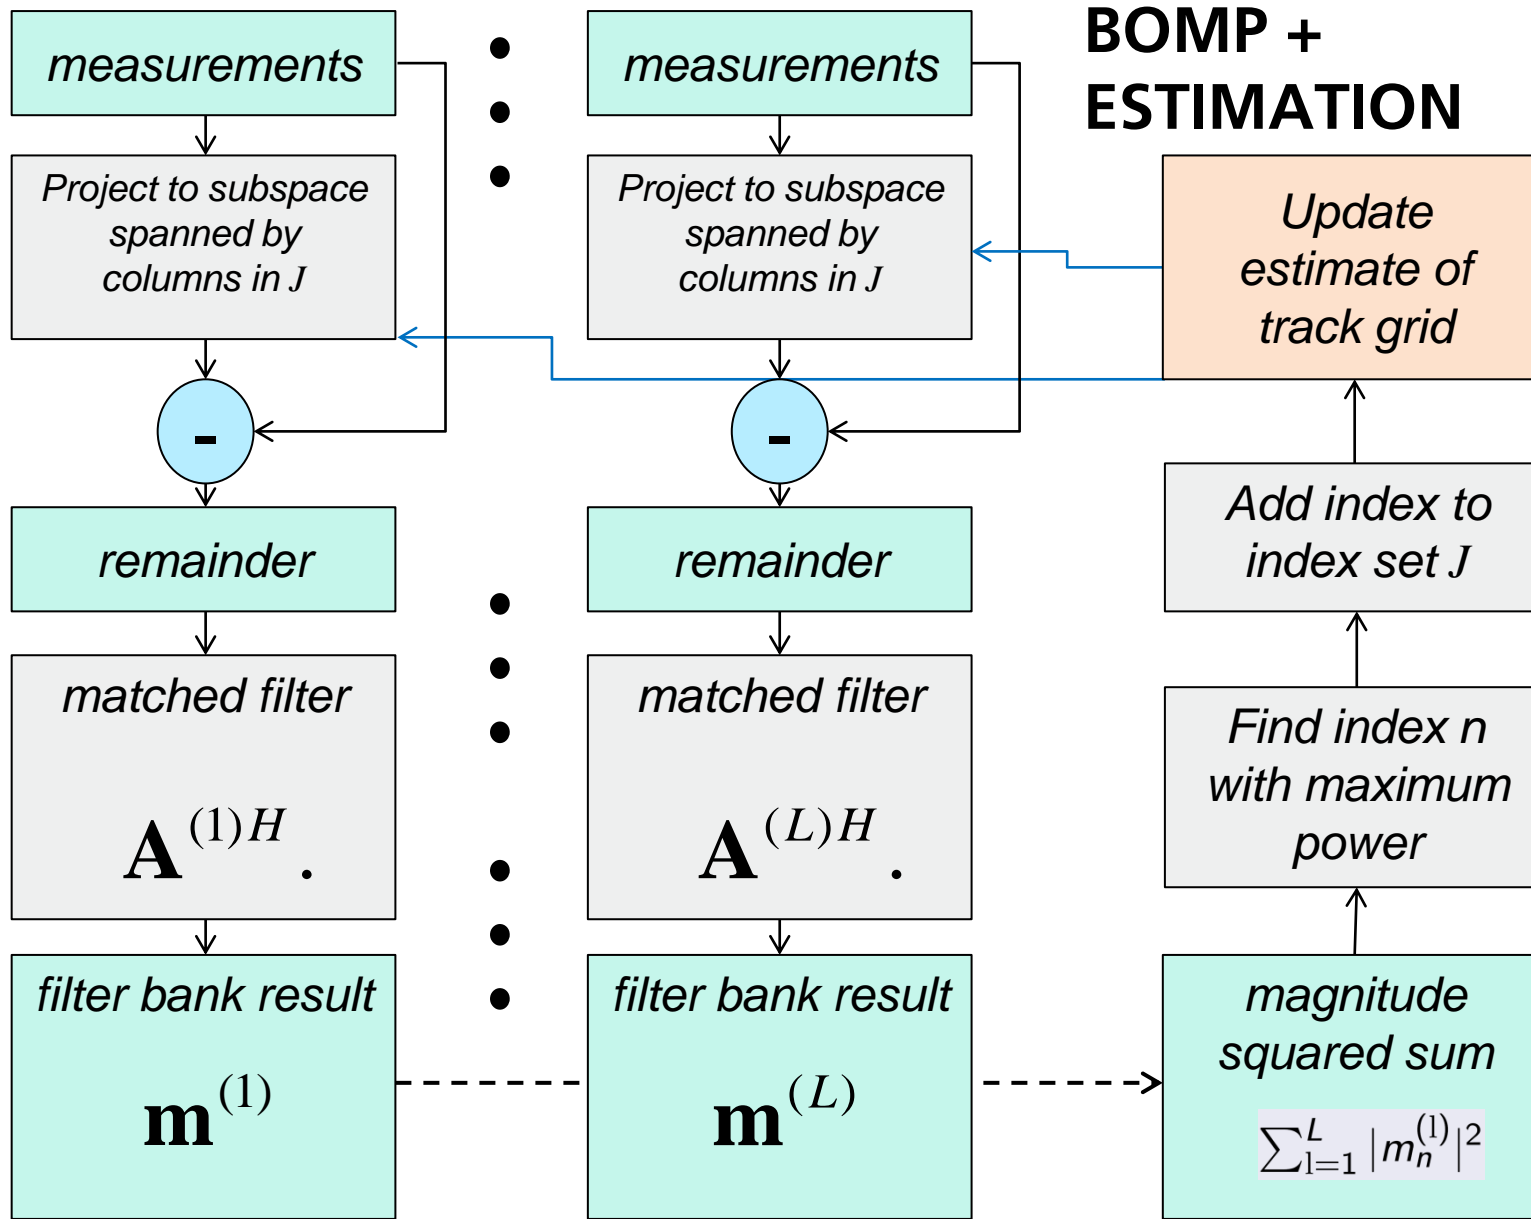 BOMP +
ESTIMATION
measurements
Project to subspace
spanned by
columns in J
-
remainder
matched filter
A^{(1)H} .
filter bank result
m^{(1)}
measurements
Project to subspace
spanned by
columns in J
-
remainder
matched filter
A^{(L)H} .
filter bank result
m^{(L)}
Update
estimate of
track grid
Add index to
index set J
Find index n
with maximum
power
magnitude
squared sum
\sum_{l=1}^{L} |m_n^{(l)}|^2